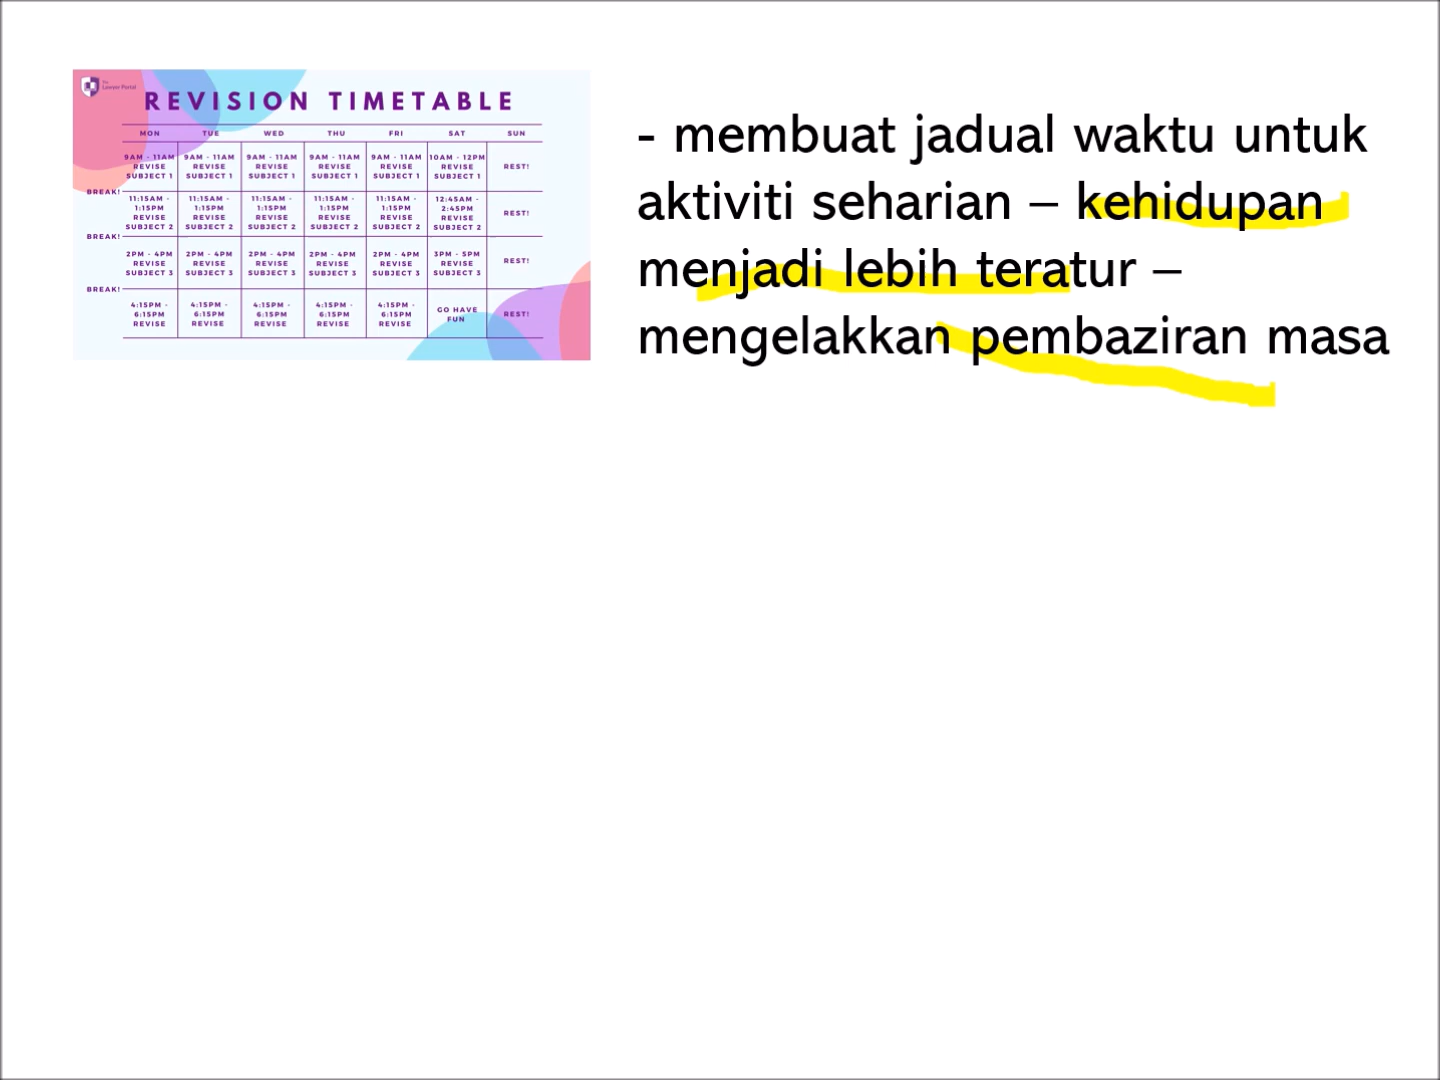 The
Lawyer Portal
REVISION TIMETABLE
MON TUE WED THU FRI SAT SUN
9AM - 11AM REVISE SUBJECT 1 9AM - 11AM REVISE SUBJECT 1 9AM - 11AM REVISE SUBJECT 1 9AM - 11AM REVISE SUBJECT 1 9AM - 11AM REVISE SUBJECT 1 10AM - 12PM REVISE SUBJECT 1 REST!
BREAK!
11:15AM - 1:15PM REVISE SUBJECT 2 11:15AM - 1:15PM REVISE SUBJECT 2 11:15AM - 1:15PM REVISE SUBJECT 2 11:15AM - 1:15PM REVISE SUBJECT 2 11:15AM - 1:15PM REVISE SUBJECT 2 12:45AM - 2:45PM REVISE SUBJECT 2 REST!
BREAK!
2PM - 4PM REVISE SUBJECT 3 2PM - 4PM REVISE SUBJECT 3 2PM - 4PM REVISE SUBJECT 3 2PM - 4PM REVISE SUBJECT 3 2PM - 4PM REVISE SUBJECT 3 3PM - 5PM REVISE SUBJECT 3 REST!
BREAK!
4:15PM - 6:15PM REVISE 4:15PM - 6:15PM REVISE 4:15PM - 6:15PM REVISE 4:15PM - 6:15PM REVISE 4:15PM - 6:15PM REVISE GO HAVE FUN REST!
- membuat jadual waktu untuk
aktiviti seharian – kehidupan
menjadi lebih teratur –
mengelakkan pembaziran masa